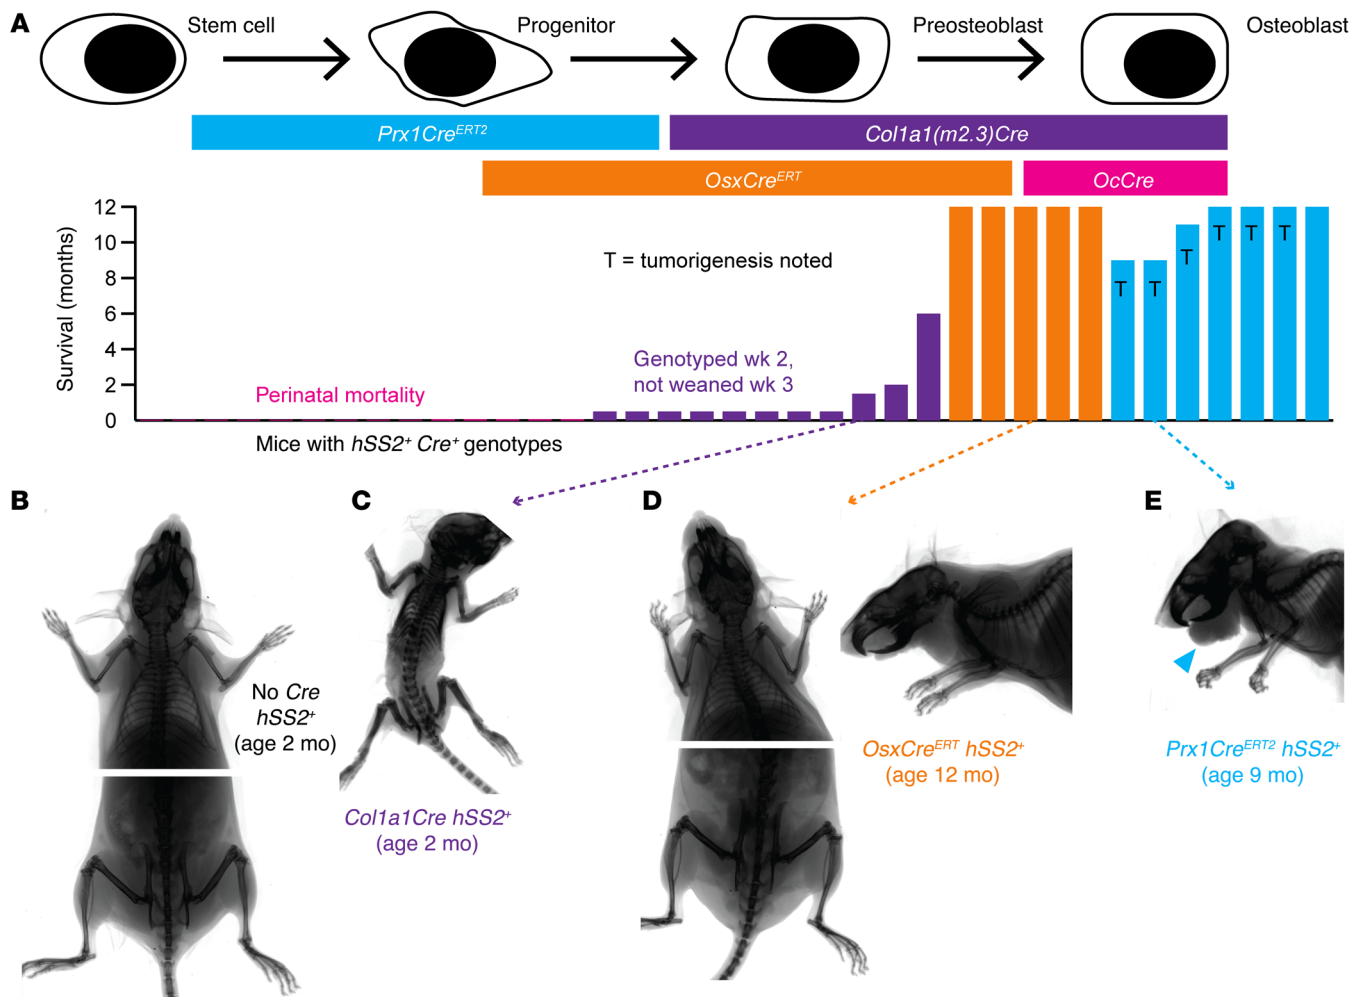 A
Stem cell
Progenitor
Preosteoblast
Osteoblast
Prx1CreERT2
Col1a1(m2.3)Cre
OsxCreERT
OcCre
Survival (months)
12
10
8
6
4
2
0
T = tumorigenesis noted
Genotyped wk 2,
not weaned wk 3
Perinatal mortality
Mice with hSS2+ Cre+ genotypes
T
T
T
T
T
T
B
No Cre
hSS2+
(age 2 mo)
C
Col1a1Cre hSS2+
(age 2 mo)
D
OsxCreERT hSS2+
(age 12 mo)
E
Prx1CreERT2 hSS2+
(age 9 mo)